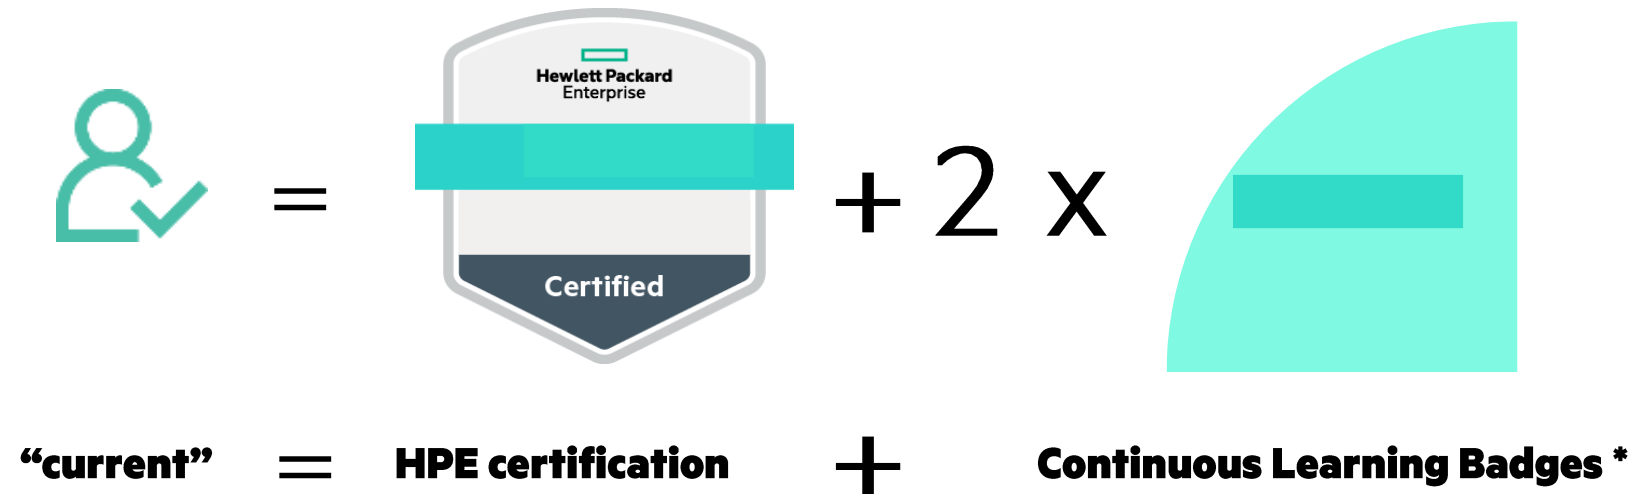 Hewlett Packard
Enterprise
Certified
= + 2 x
“current” = HPE certification + Continuous Learning Badges *